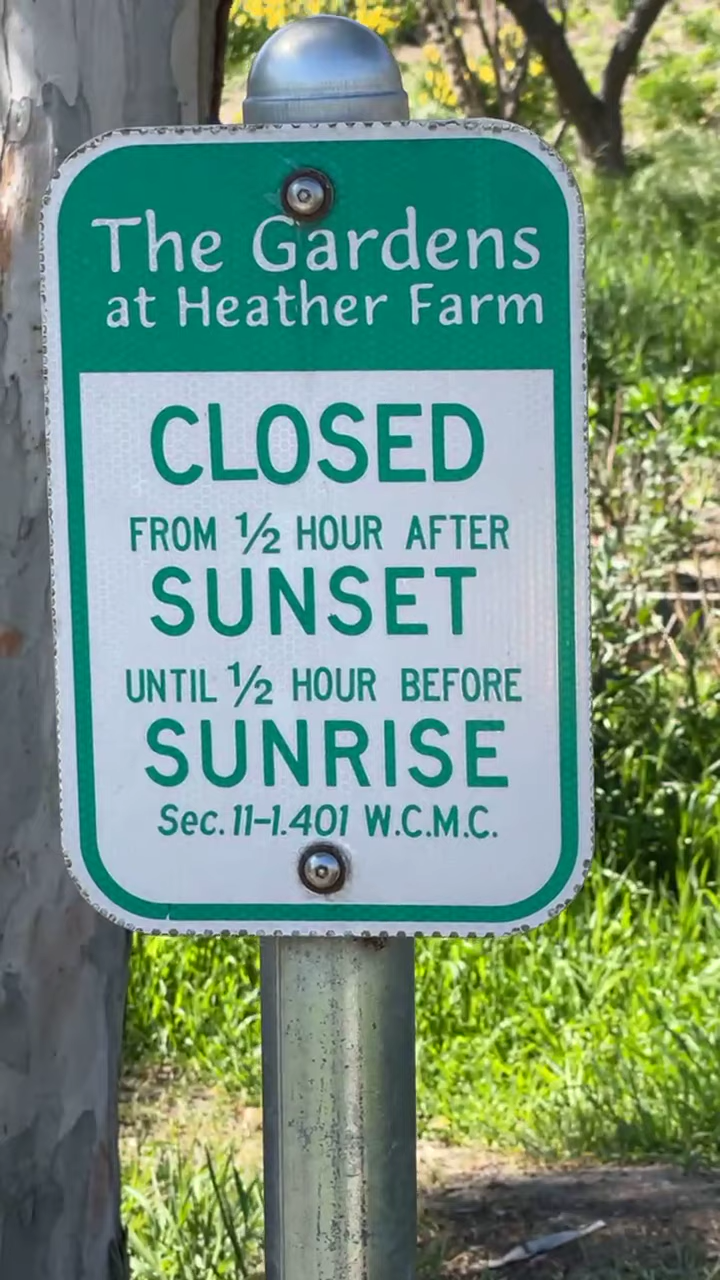 The Gardens
at Heather Farm
CLOSED
FROM ½ HOUR AFTER
SUNSET
UNTIL ½ HOUR BEFORE
SUNRISE
Sec. 11-1.401 W.C.M.C.